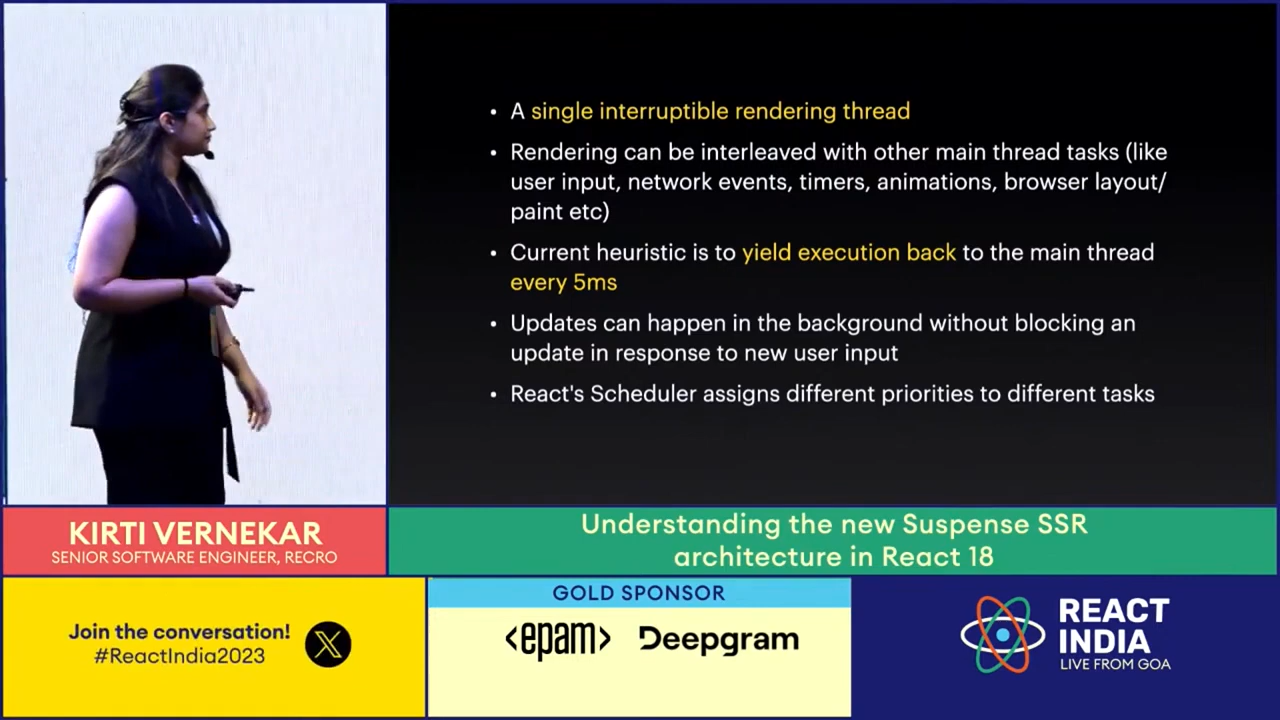 • A single interruptible rendering thread
• Rendering can be interleaved with other main thread tasks (like
user input, network events, timers, animations, browser layout/
paint etc)
• Current heuristic is to yield execution back to the main thread
every 5ms
• Updates can happen in the background without blocking an
update in response to new user input
• React's Scheduler assigns different priorities to different tasks
KIRTI VERNEKAR
SENIOR SOFTWARE ENGINEER, RECRO
Understanding the new Suspense SSR
architecture in React 18
Join the conversation!
#ReactIndia2023
X
GOLD SPONSOR
<epam> Deepgram
REACT
INDIA
LIVE FROM GOA